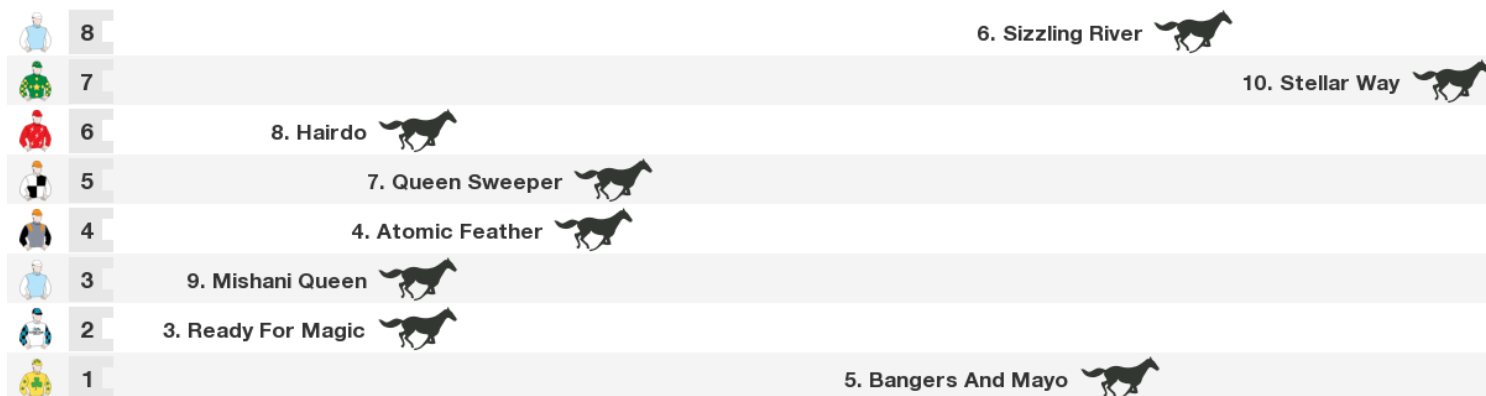 8 6. Sizzling River
7 10. Stellar Way
6 8. Hairdo
5 7. Queen Sweeper
4 4. Atomic Feather
3 9. Mishani Queen
2 3. Ready For Magic
1 5. Bangers And Mayo